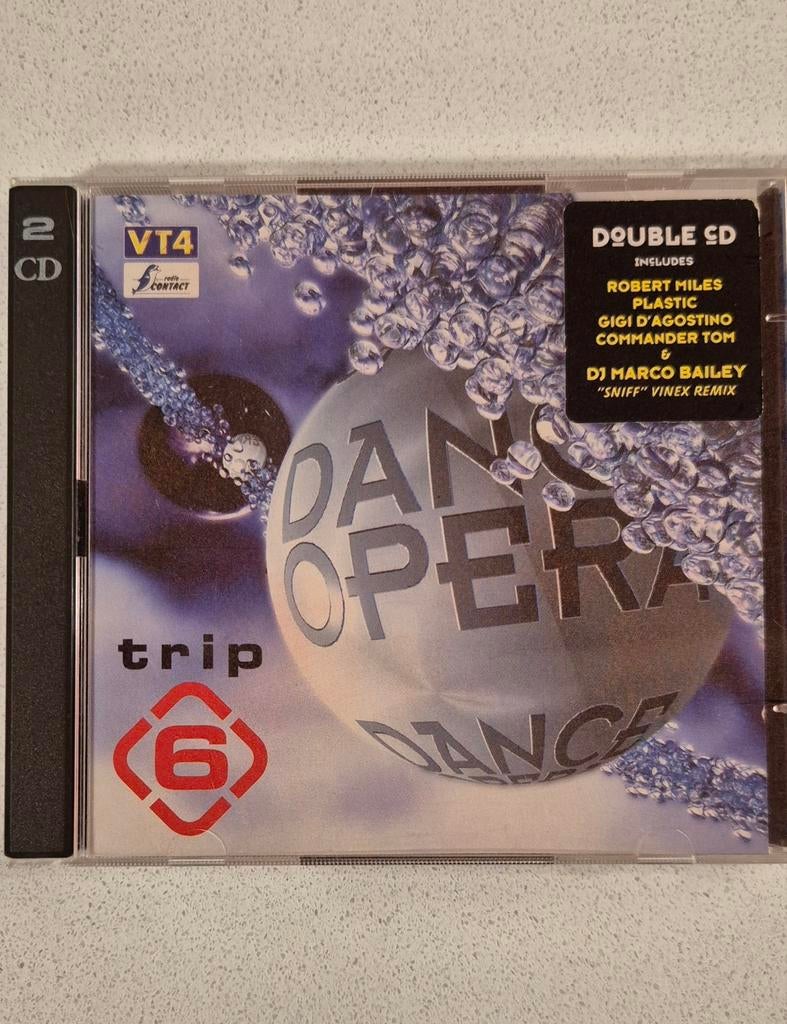 2
CD
VT4
radio
CONTACT
DOUBLE CD
INCLUDES
ROBERT MILES
PLASTIC
GIGI D'AGOSTINO
COMMANDER TOM
&
DJ MARCO BAILEY
"SNIFF" VINEX REMIX
DANC
OPERA
DANCE
OPERA
trip
6